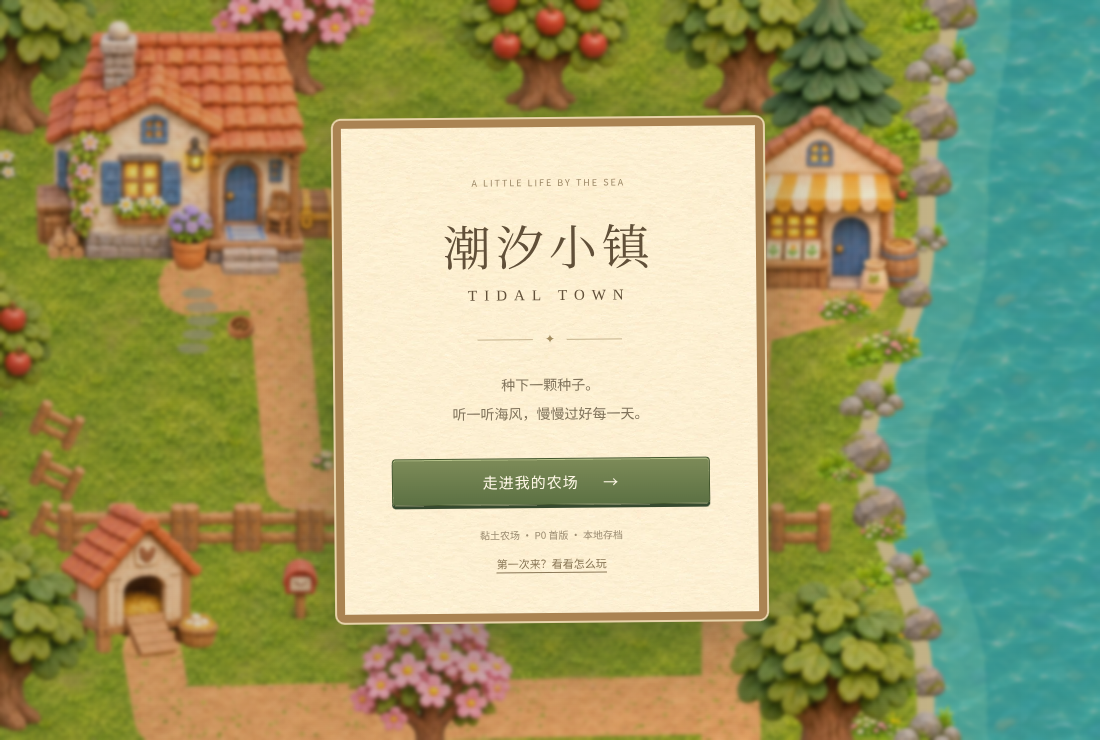 A LITTLE LIFE BY THE SEA
潮汐小镇
TIDAL TOWN
种下一颗种子。
听一听海风，慢慢过好每一天。
走进我的农场 →
黏土农场 · P0 首版 · 本地存档
第一次来？看看怎么玩